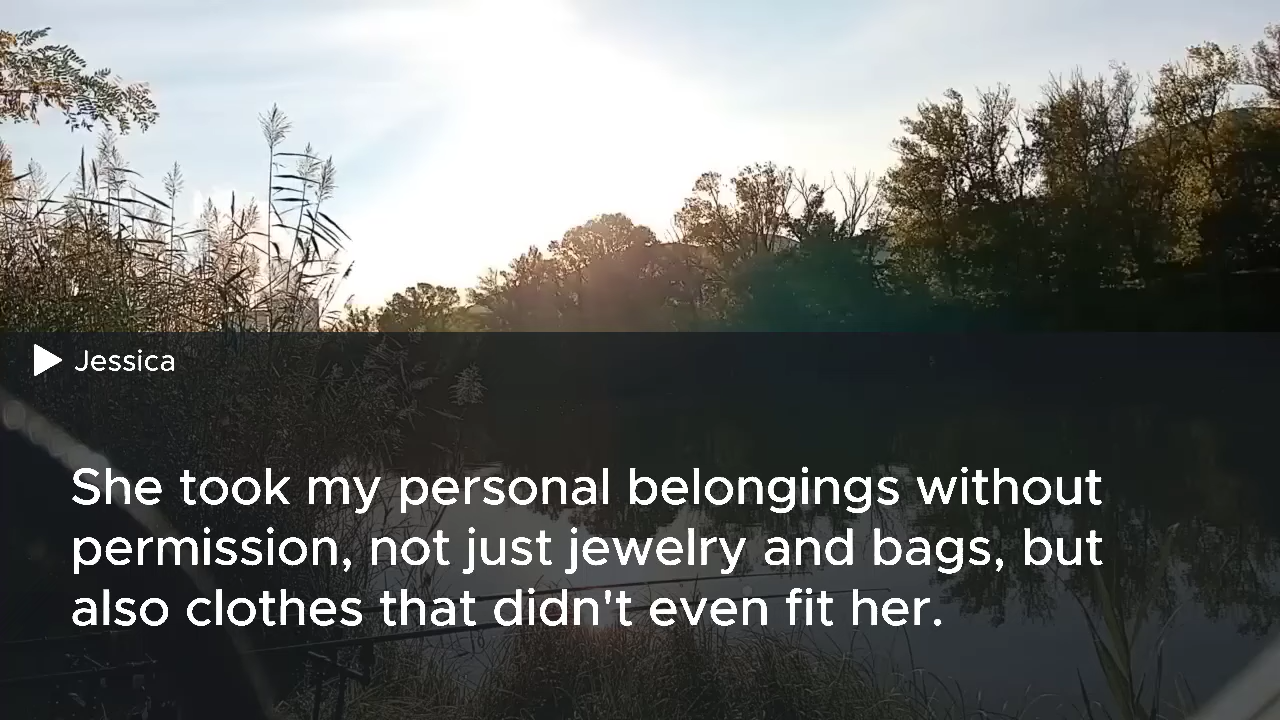 Jessica
She took my personal belongings without
permission, not just jewelry and bags, but
also clothes that didn't even fit her.